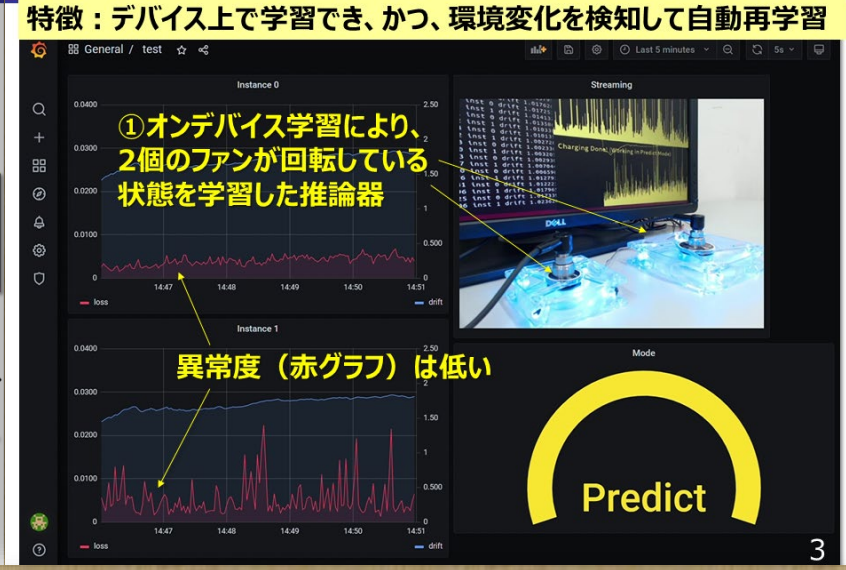 特徴：デバイス上で学習でき、かつ、環境変化を検知して自動再学習
General / test
Last 5 minutes
5s
Instance 0
0.0400
0.0300
0.0200
0.0100
0
2.50
2
1.50
1
0.500
0
14:47
14:48
14:49
14:50
14:51
loss
drift
①オンデバイス学習により、
2個のファンが回転している
状態を学習した推論器
Streaming
Charging Done! (Working in Predict Mode)
DELL
Instance 1
0.0400
0.0300
0.0200
0.0100
0
2.50
2
1.50
1
0.500
0
14:47
14:48
14:49
14:50
14:51
loss
drift
異常度（赤グラフ）は低い
Mode
Predict
3